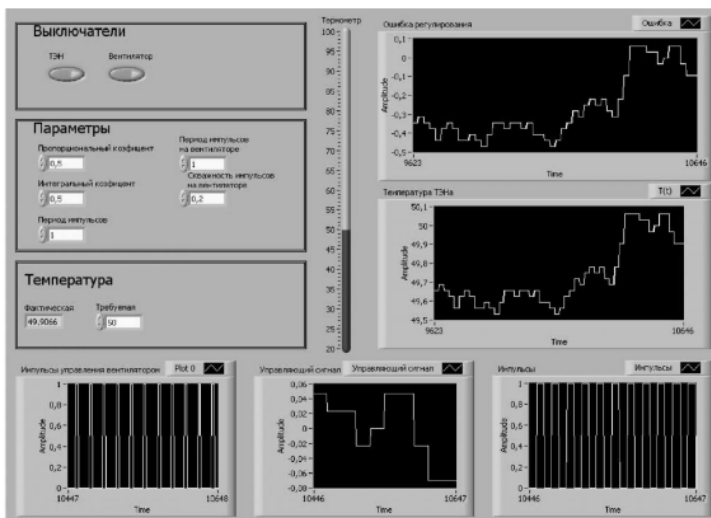 Выключатели
ТЭН
Вентилятор
Параметры
Пропорциональный коэфицент
0,5
Интегральный коэфицент
0,5
Период импульсов
1
Период импульсов
на вентиляторе
1
Скважность импульсов
на вентиляторе
0,2
Температура
Фактическая
49,9066
Требуемая
50
Термометр
100
95
90
85
80
75
70
65
60
55
50
45
40
35
30
25
20
Ошибка регулирования
Ошибка
0,1
0
-0,1
-0,2
-0,3
-0,4
-0,5
Amplitude
9623
10646
Time
Температура ТЭНа
T(t)
50,1
50
49,9
49,8
49,7
49,6
49,5
Amplitude
9623
10646
Time
Импульсы управления вентилятором
Plot 0
1
0,8
0,6
0,4
0,2
0
Amplitude
10447
10648
Time
Управляющий сигнал
Управляющий сигнал
0,06
0,04
0,02
0,00
-0,02
-0,04
-0,06
-0,08
Amplitude
10446
10647
Time
Импульсы
Импульсы
1
0,8
0,6
0,4
0,2
0
Amplitude
10446
10647
Time